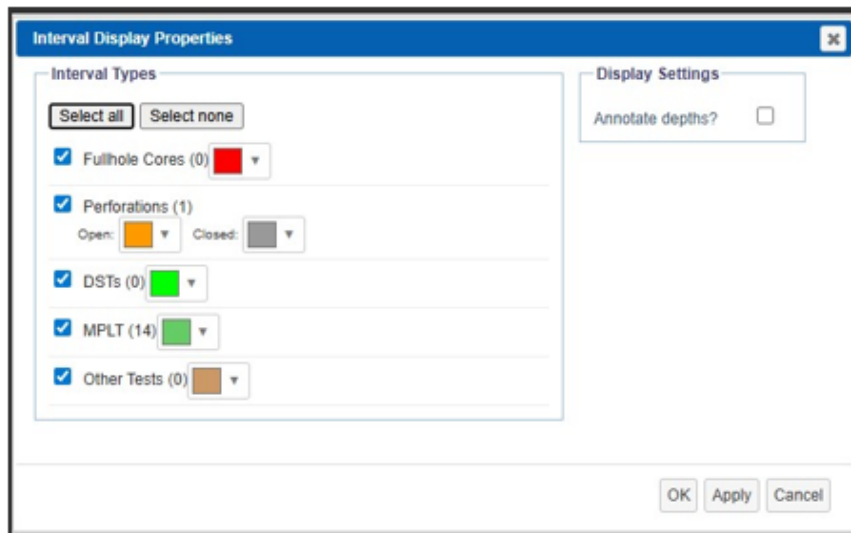 Interval Display Properties
Interval Types
Select all Select none
Fullhole Cores (0)
Perforations (1)
Open: Closed:
DSTs (0)
MPLT (14)
Other Tests (0)
Display Settings
Annotate depths?
OK Apply Cancel